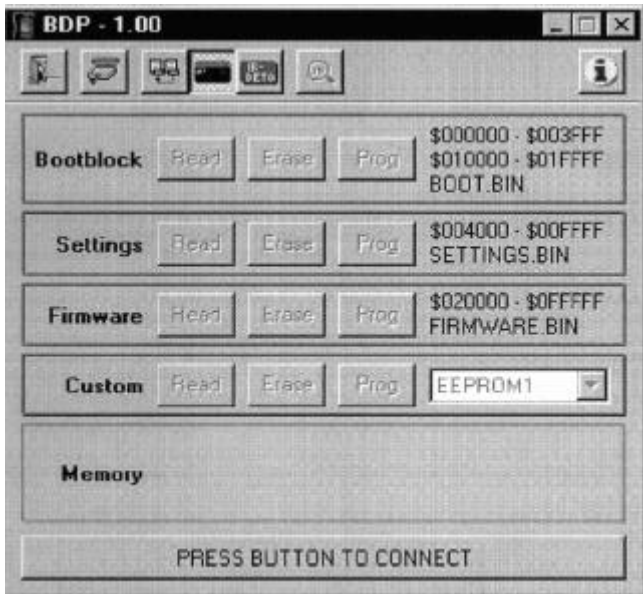 BDP - 1.00
Bootblock Read Erase Prog $000000 - $003FFF
$010000 - $01FFFF
BOOT.BIN
Settings Read Erase Prog $004000 - $00FFFF
SETTINGS.BIN
Firmware Read Erase Prog $020000 - $0FFFFF
FIRMWARE.BIN
Custom Read Erase Prog EEPROM1
Memory
PRESS BUTTON TO CONNECT